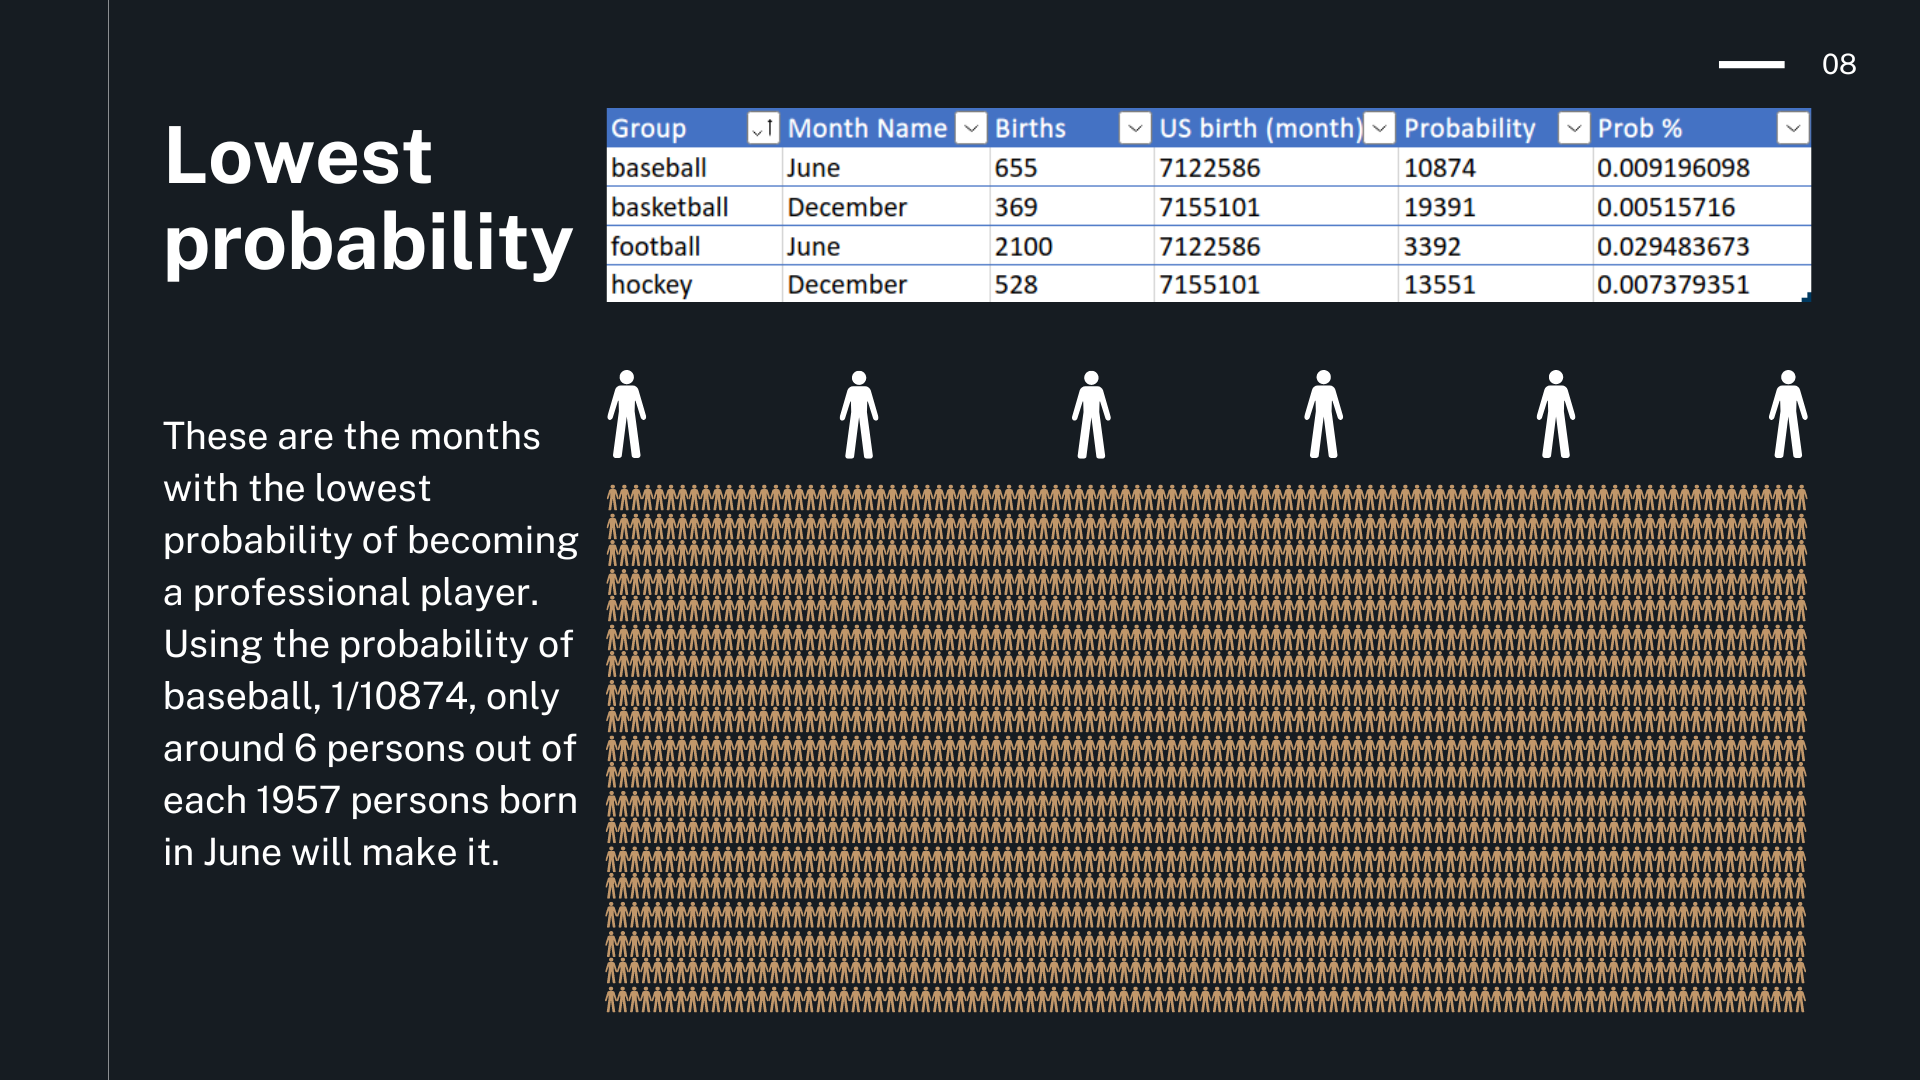 08
Lowest
probability
Group Month Name Births US birth (month) Probability Prob %
baseball June 655 7122586 10874 0.009196098
basketball December 369 7155101 19391 0.00515716
football June 2100 7122586 3392 0.029483673
hockey December 528 7155101 13551 0.007379351
These are the months
with the lowest
probability of becoming
a professional player.
Using the probability of
baseball, 1/10874, only
around 6 persons out of
each 1957 persons born
in June will make it.